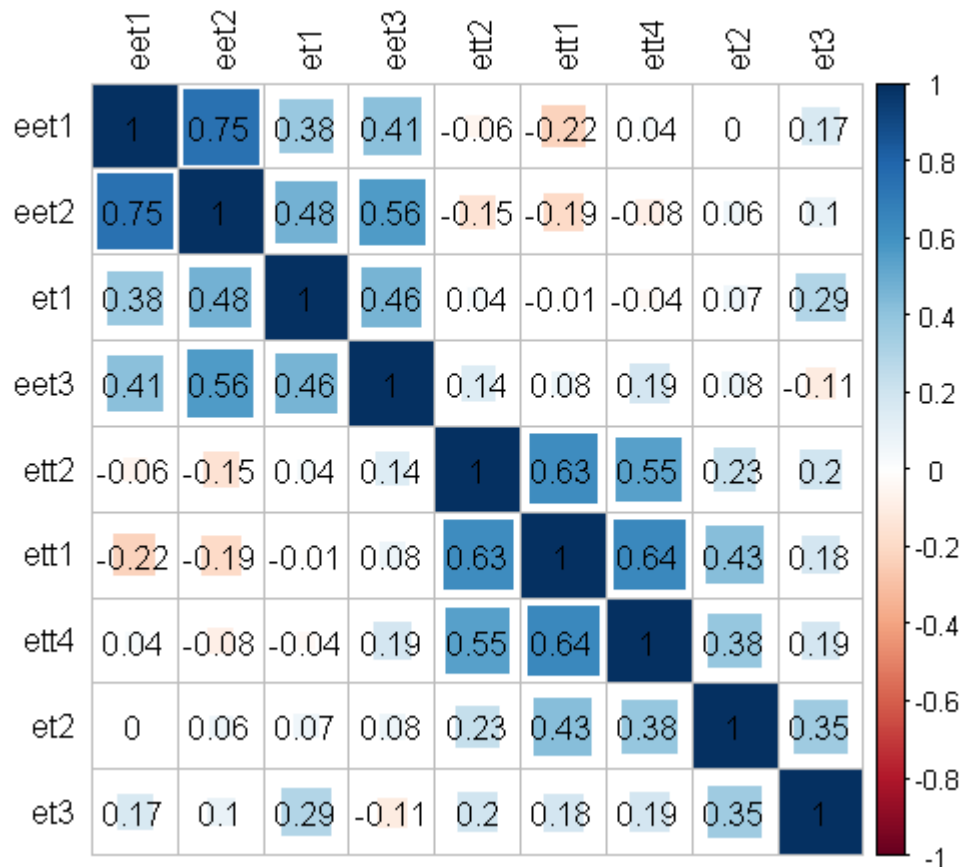 eet1 eet2 et1 eet3 ett2 ett1 ett4 et2 et3
eet1 1 0.75 0.38 0.41 -0.06 -0.22 0.04 0 0.17
eet2 0.75 1 0.48 0.56 -0.15 -0.19 -0.08 0.06 0.1
et1 0.38 0.48 1 0.46 0.04 -0.01 -0.04 0.07 0.29
eet3 0.41 0.56 0.46 1 0.14 0.08 0.19 0.08 -0.11
ett2 -0.06 -0.15 0.04 0.14 1 0.63 0.55 0.23 0.2
ett1 -0.22 -0.19 -0.01 0.08 0.63 1 0.64 0.43 0.18
ett4 0.04 -0.08 -0.04 0.19 0.55 0.64 1 0.38 0.19
et2 0 0.06 0.07 0.08 0.23 0.43 0.38 1 0.35
et3 0.17 0.1 0.29 -0.11 0.2 0.18 0.19 0.35 1
1
0.8
0.6
0.4
0.2
0
-0.2
-0.4
-0.6
-0.8
-1